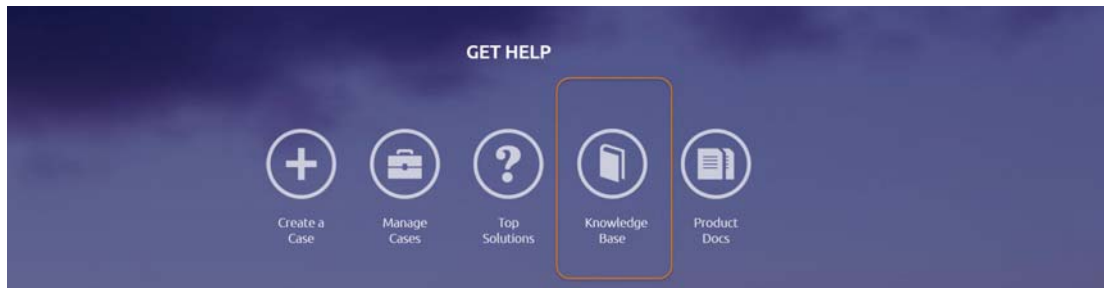 GET HELP
Create a
Case
Manage
Cases
Top
Solutions
Knowledge
Base
Product
Docs